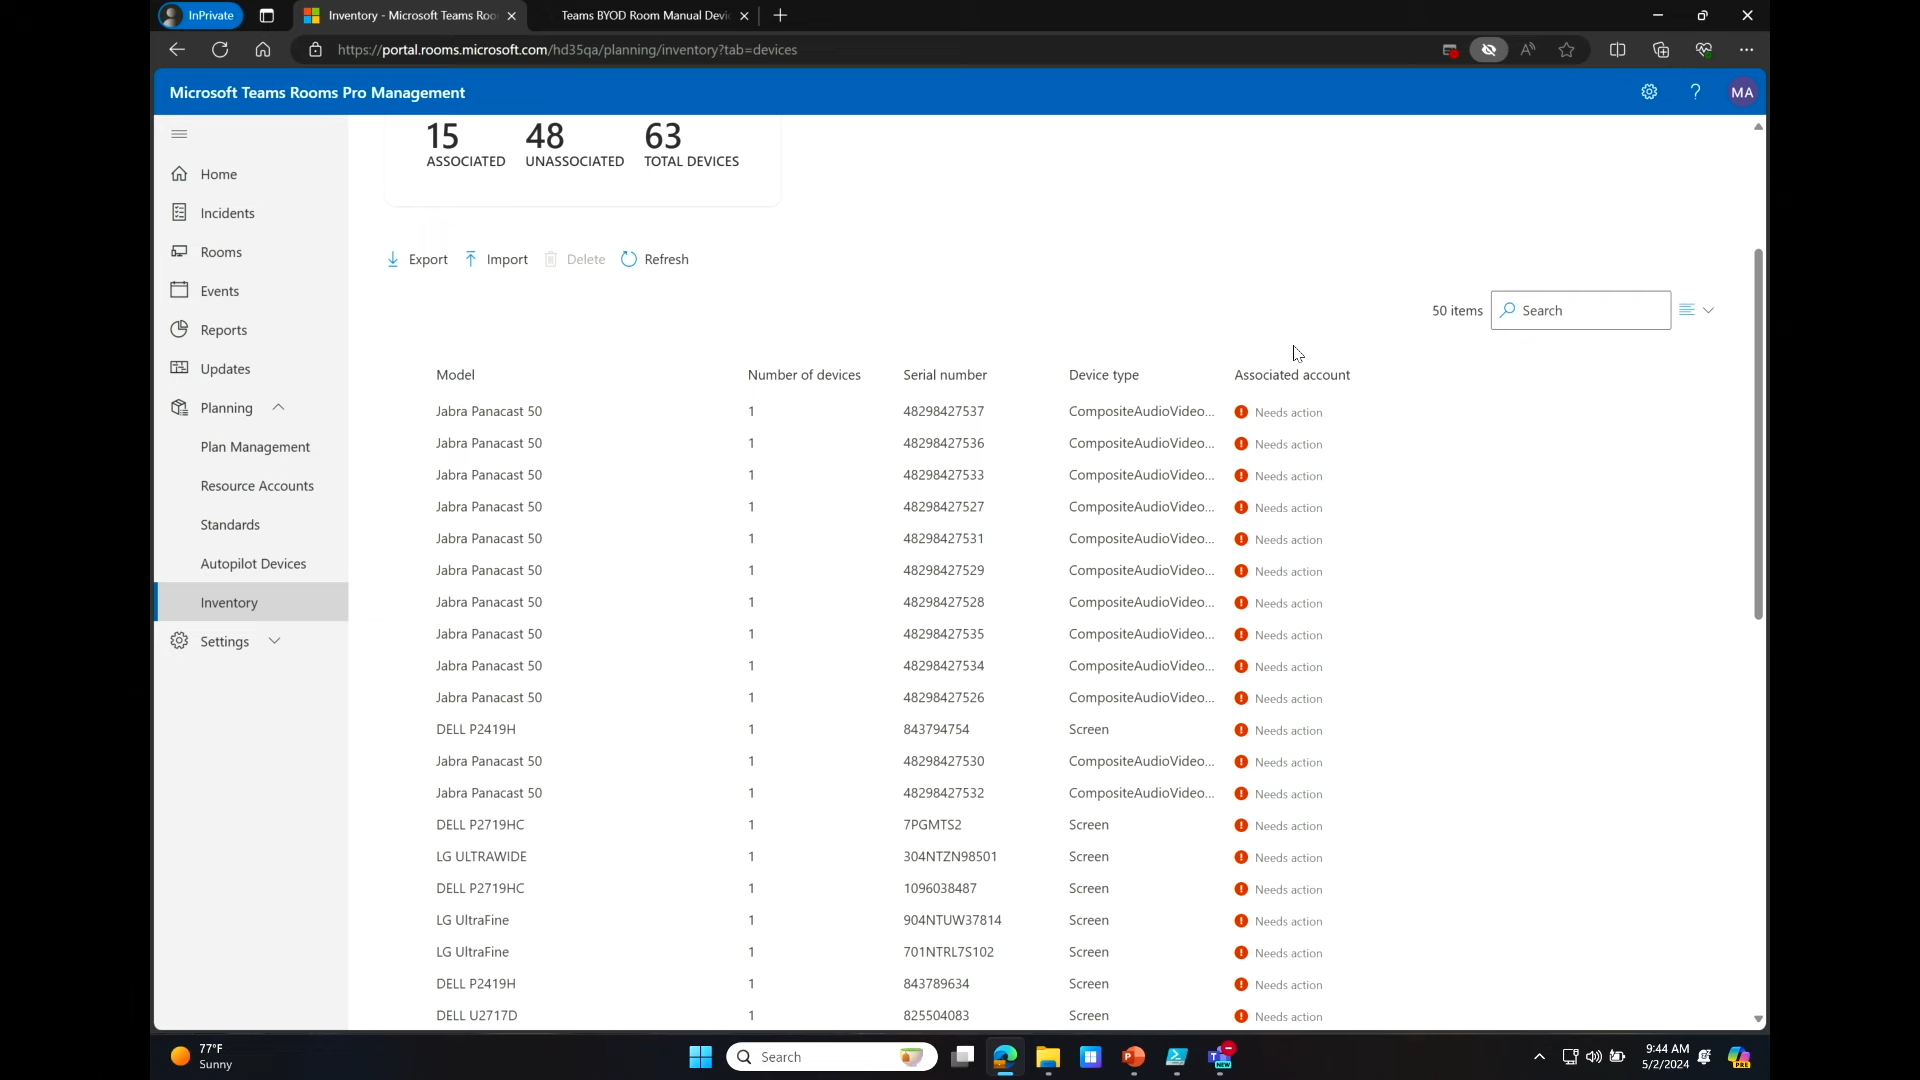 InPrivate
Inventory - Microsoft Teams Roo
Teams BYOD Room Manual Devi
https://portal.rooms.microsoft.com/hd35qa/planning/inventory?tab=devices
Microsoft Teams Rooms Pro Management
MA
Home
Incidents
Rooms
Events
Reports
Updates
Planning
Plan Management
Resource Accounts
Standards
Autopilot Devices
Inventory
Settings
15 48 63
ASSOCIATED UNASSOCIATED TOTAL DEVICES
Export Import Delete Refresh
50 items Search
Model Number of devices Serial number Device type Associated account
Jabra Panacast 50 1 48298427537 CompositeAudioVideo... Needs action
Jabra Panacast 50 1 48298427536 CompositeAudioVideo... Needs action
Jabra Panacast 50 1 48298427533 CompositeAudioVideo... Needs action
Jabra Panacast 50 1 48298427527 CompositeAudioVideo... Needs action
Jabra Panacast 50 1 48298427531 CompositeAudioVideo... Needs action
Jabra Panacast 50 1 48298427529 CompositeAudioVideo... Needs action
Jabra Panacast 50 1 48298427528 CompositeAudioVideo... Needs action
Jabra Panacast 50 1 48298427535 CompositeAudioVideo... Needs action
Jabra Panacast 50 1 48298427534 CompositeAudioVideo... Needs action
Jabra Panacast 50 1 48298427526 CompositeAudioVideo... Needs action
DELL P2419H 1 843794754 Screen Needs action
Jabra Panacast 50 1 48298427530 CompositeAudioVideo... Needs action
Jabra Panacast 50 1 48298427532 CompositeAudioVideo... Needs action
DELL P2719HC 1 7PGMTS2 Screen Needs action
LG ULTRAWIDE 1 304NTZN98501 Screen Needs action
DELL P2719HC 1 1096038487 Screen Needs action
LG UltraFine 1 904NTUW37814 Screen Needs action
LG UltraFine 1 701NTRL7S102 Screen Needs action
DELL P2419H 1 843789634 Screen Needs action
DELL U2717D 1 825504083 Screen Needs action
77°F
Sunny
Search
NEW
9:44 AM
5/2/2024
PRE